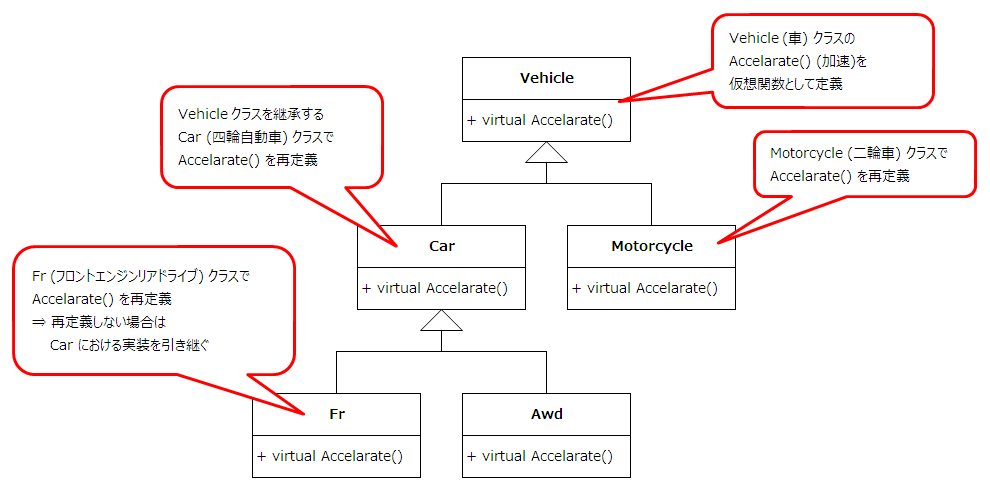 Vehicle (車) クラスの
Accelarate() (加速)を
仮想関数として定義
Vehicle
+ virtual Accelarate()
Vehicle クラスを継承する
Car (四輪自動車) クラスで
Accelarate() を再定義
Motorcycle (二輪車) クラスで
Accelarate() を再定義
Car
+ virtual Accelarate()
Motorcycle
+ virtual Accelarate()
Fr (フロントエンジンリアドライブ) クラスで
Accelarate() を再定義
⇒ 再定義しない場合は
Car における実装を引き継ぐ
Fr
+ virtual Accelarate()
Awd
+ virtual Accelarate()